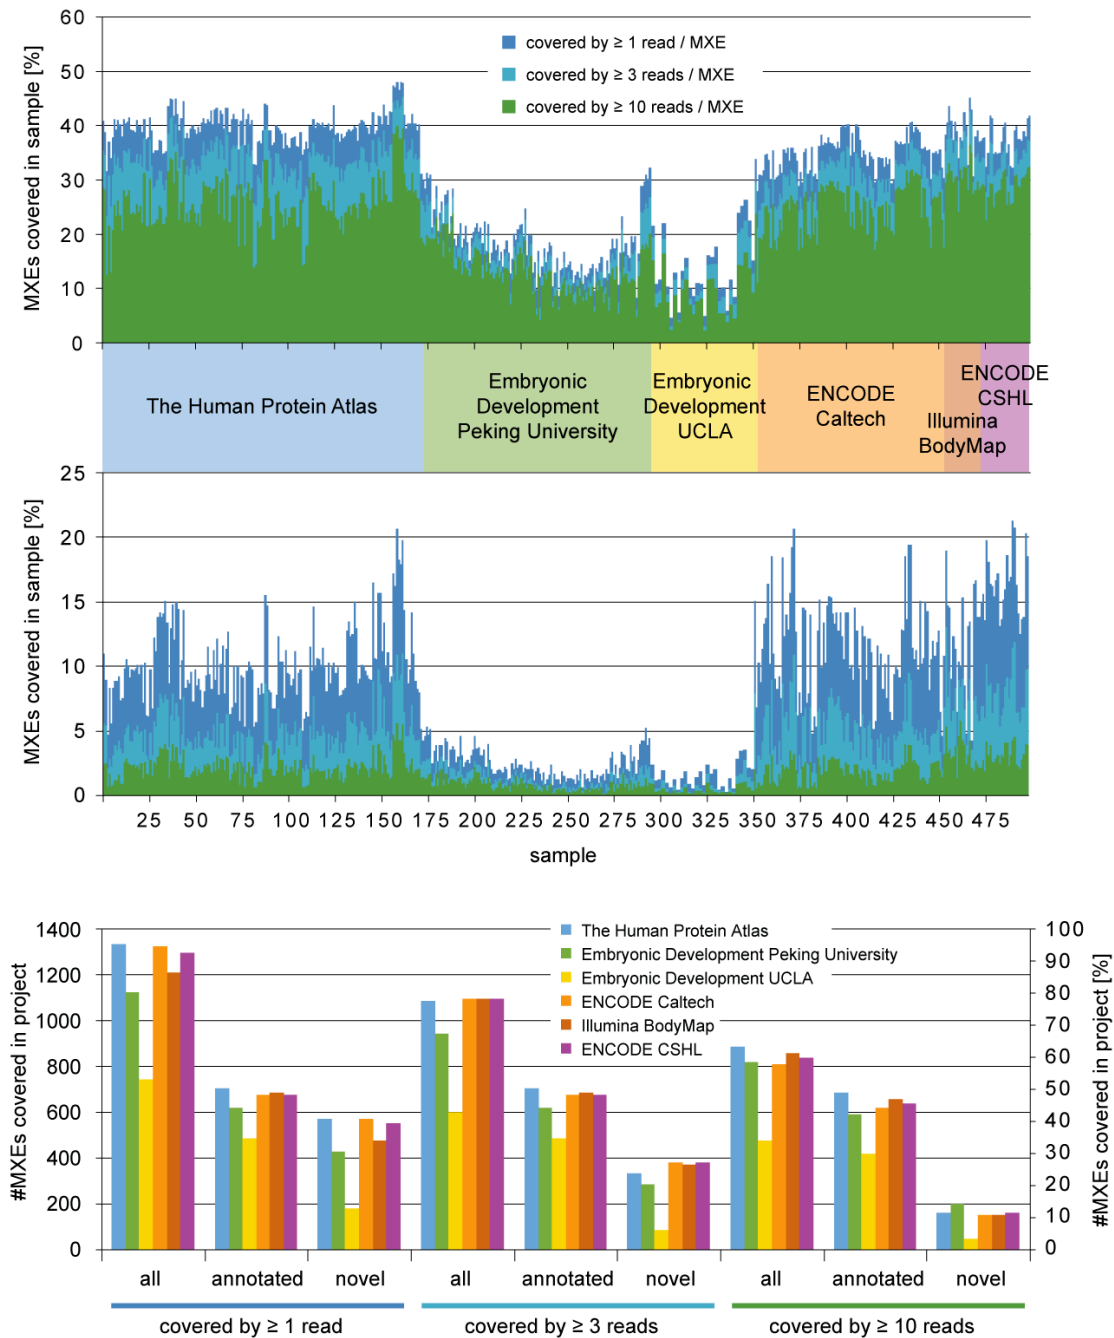 60
50
40
30
20
10
0
MXEs covered in sample [%]
covered by ≥ 1 read / MXE
covered by ≥ 3 reads / MXE
covered by ≥ 10 reads / MXE
The Human Protein Atlas
Embryonic
Development
Peking University
Embryonic
Development
UCLA
ENCODE
Caltech
Illumina
BodyMap
ENCODE
CSHL
25
20
15
10
5
0
MXEs covered in sample [%]
25 50 75 100 125 150 175 200 225 250 275 300 325 350 375 400 425 450 475
sample
1400
1200
1000
800
600
400
200
0
#MXEs covered in project
The Human Protein Atlas
Embryonic Development Peking University
Embryonic Development UCLA
ENCODE Caltech
Illumina BodyMap
ENCODE CSHL
100
90
80
70
60
50
40
30
20
10
0
#MXEs covered in project [%]
all annotated novel all annotated novel all annotated novel
covered by ≥ 1 read covered by ≥ 3 reads covered by ≥ 10 reads